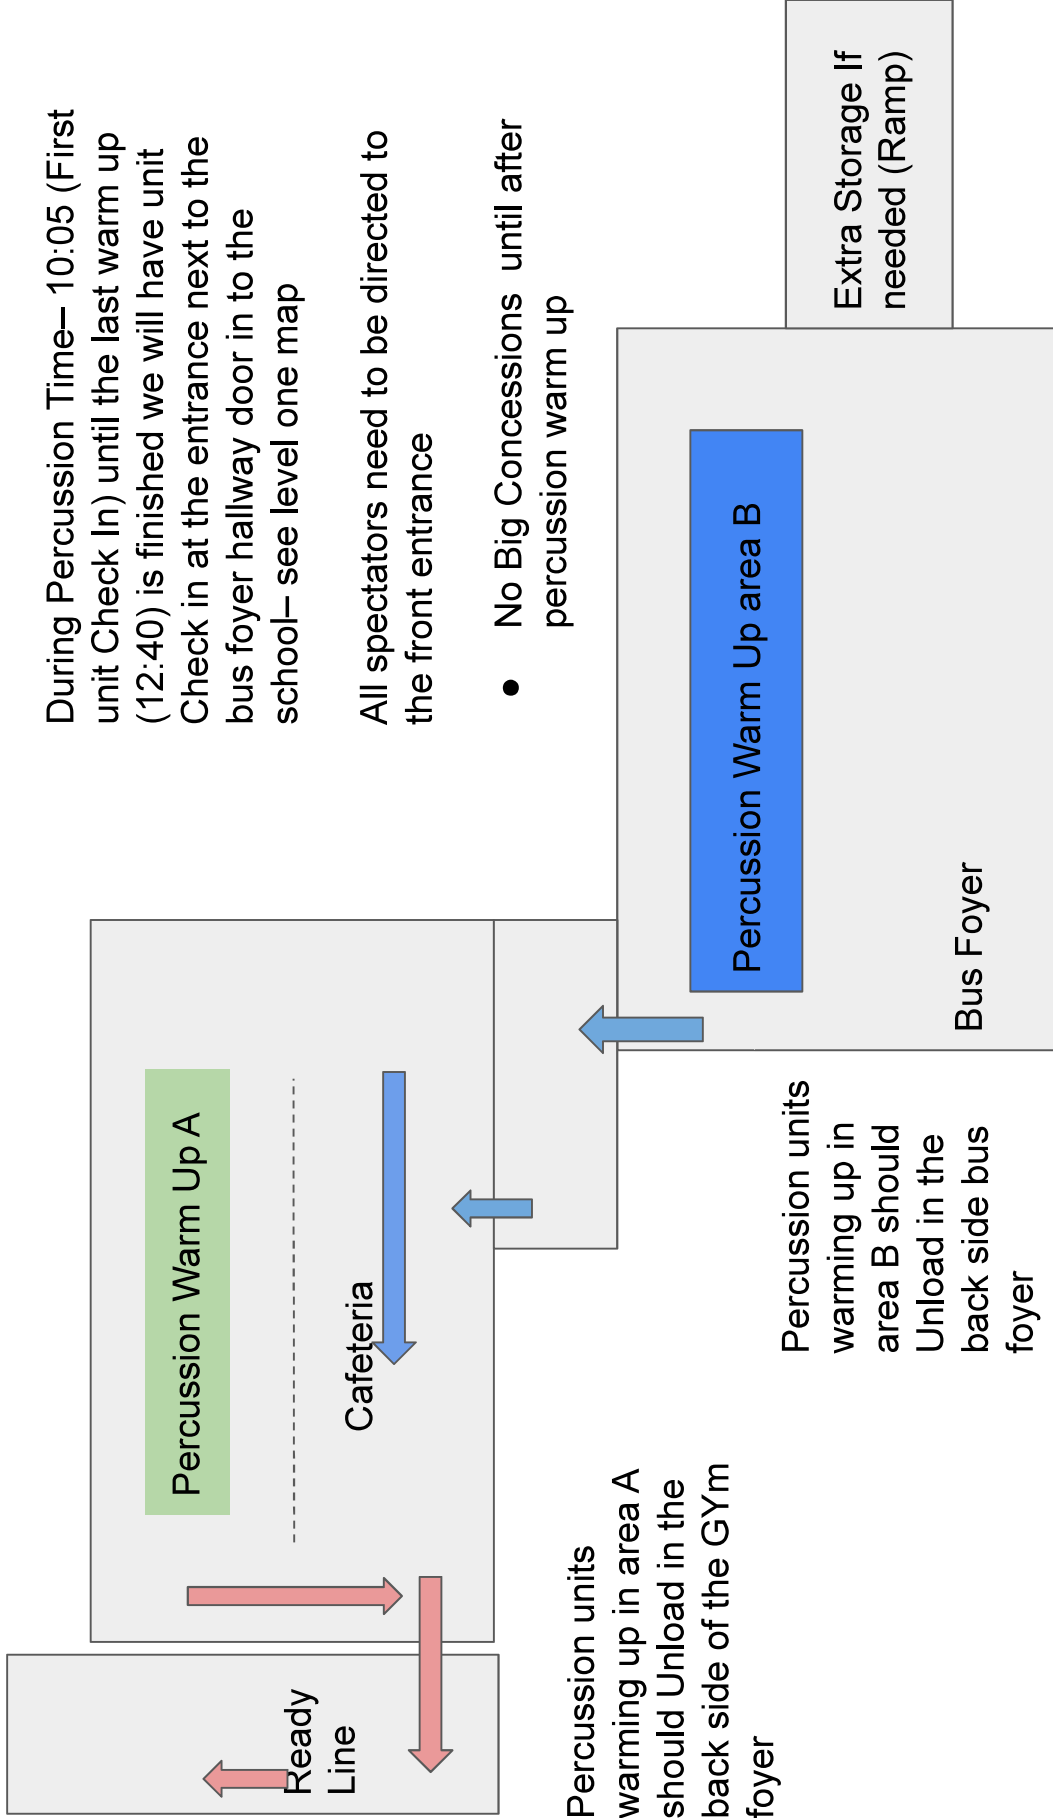 During Percussion Time– 10:05 (First
unit Check In) until the last warm up
(12:40) is finished we will have unit
Check in at the entrance next to the
bus foyer hallway door in to the
school– see level one map
All spectators need to be directed to
the front entrance
● No Big Concessions until after
percussion warm up
Extra Storage If
needed (Ramp)
Percussion Warm Up area B
Bus Foyer
Percussion Warm Up A
Cafeteria
Ready
Line
Percussion units
warming up in area A
should Unload in the
back side of the GYm
foyer
Percussion units
warming up in
area B should
Unload in the
back side bus
foyer